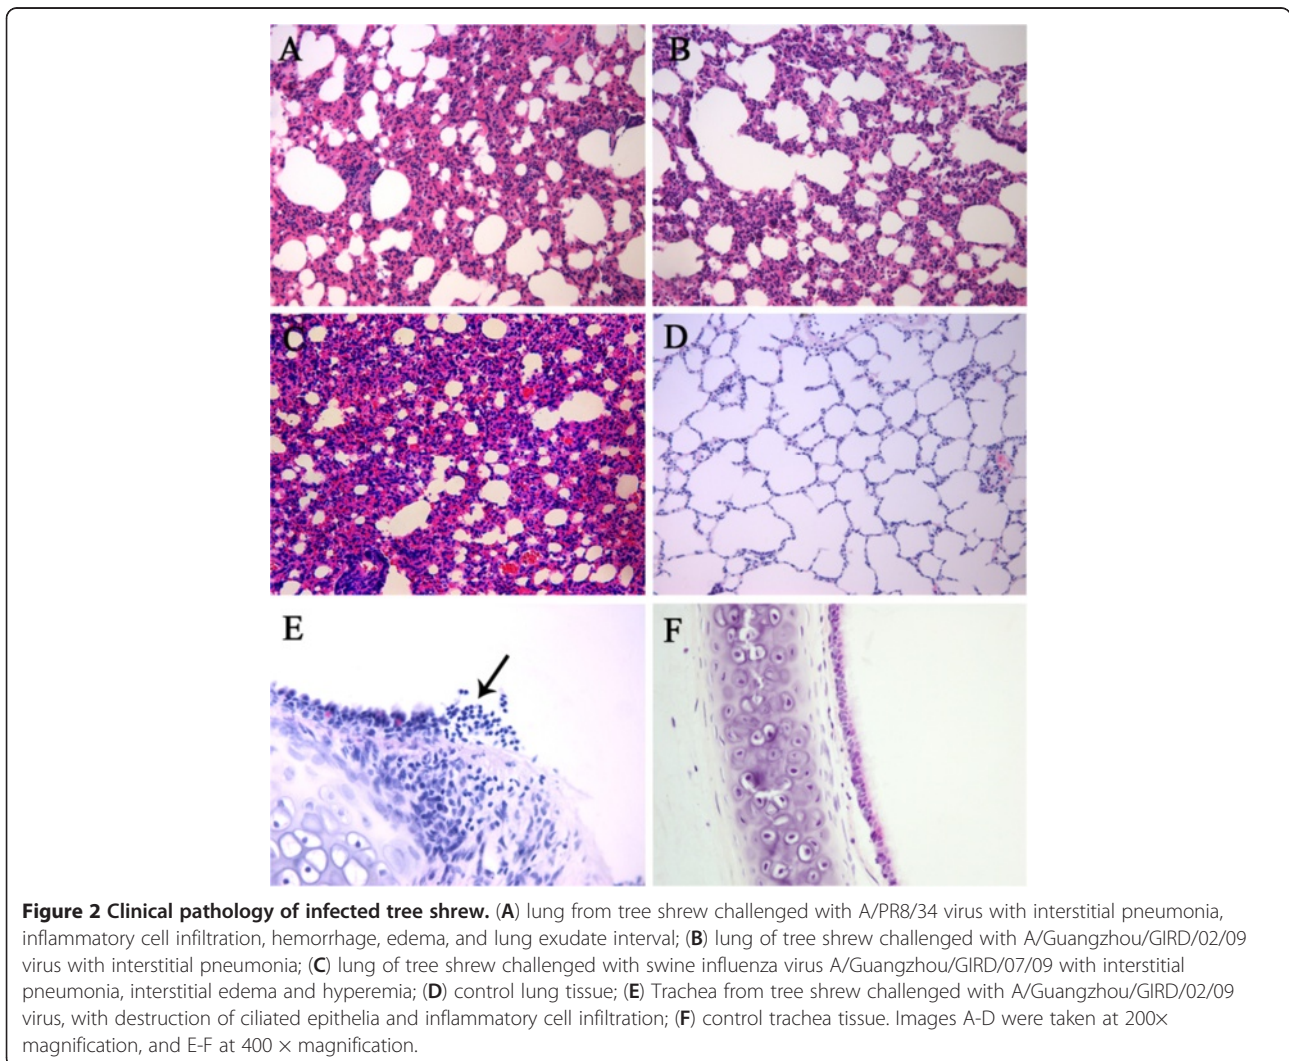 A
B
C
D
E
F
Figure 2 Clinical pathology of infected tree shrew. (A) lung from tree shrew challenged with A/PR8/34 virus with interstitial pneumonia,
inflammatory cell infiltration, hemorrhage, edema, and lung exudate interval; (B) lung of tree shrew challenged with A/Guangzhou/GIRD/02/09
virus with interstitial pneumonia; (C) lung of tree shrew challenged with swine influenza virus A/Guangzhou/GIRD/07/09 with interstitial
pneumonia, interstitial edema and hyperemia; (D) control lung tissue; (E) Trachea from tree shrew challenged with A/Guangzhou/GIRD/02/09
virus, with destruction of ciliated epithelia and inflammatory cell infiltration; (F) control trachea tissue. Images A-D were taken at 200×
magnification, and E-F at 400 × magnification.